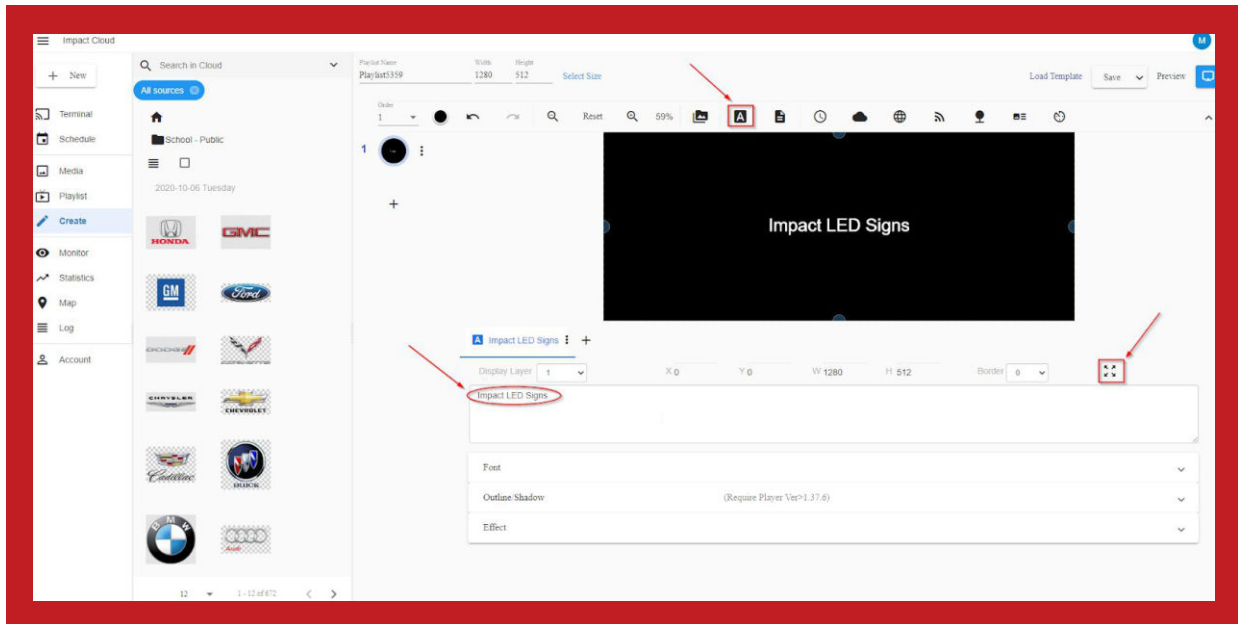 Impact Cloud
M
+ New
Terminal
Schedule
Media
Playlist
Create
Monitor
Statistics
Map
Log
Account
Search in Cloud
All sources
School - Public
2020-10-06 Tuesday
HONDA
GMC
GM
Ford
DODGE
CORVETTE
CHRYSLER
CHEVROLET
Cadillac
BUICK
BMW
Audi
12
1 - 12 of 872
Playlist Name
Playlist5359
Width
1280
Height
512
Select Size
Load Template
Save
Preview
Order
1
Reset
59%
A
1
Impact LED Signs
A Impact LED Signs
Display Layer 1
X 0
Y 0
W 1280
H 512
Border 0
Impact LED Signs
Font
Outline/Shadow
(Require Player Ver>1.37.6)
Effect